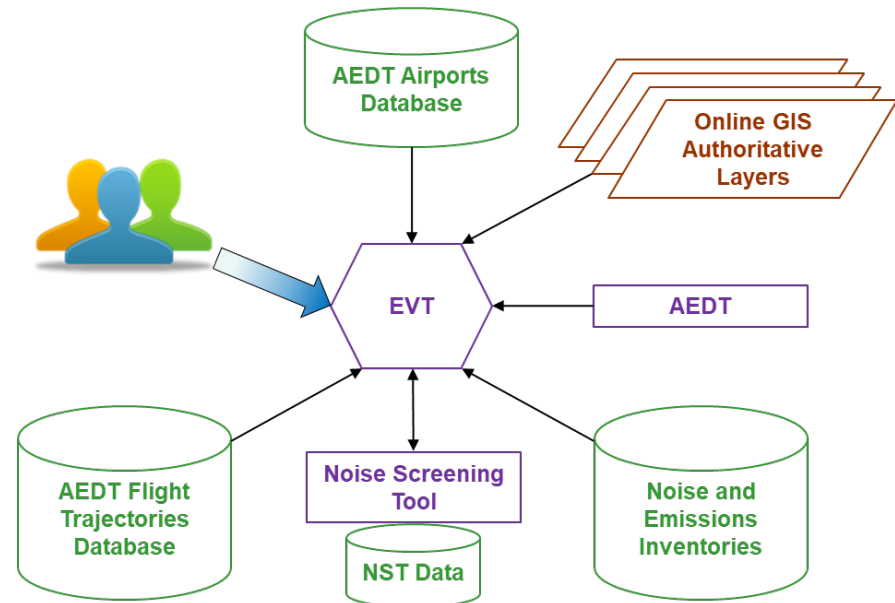 AEDT Airports
Database
Online GIS
Authoritative
Layers
EVT
AEDT
AEDT Flight
Trajectories
Database
Noise Screening
Tool
NST Data
Noise and
Emissions
Inventories